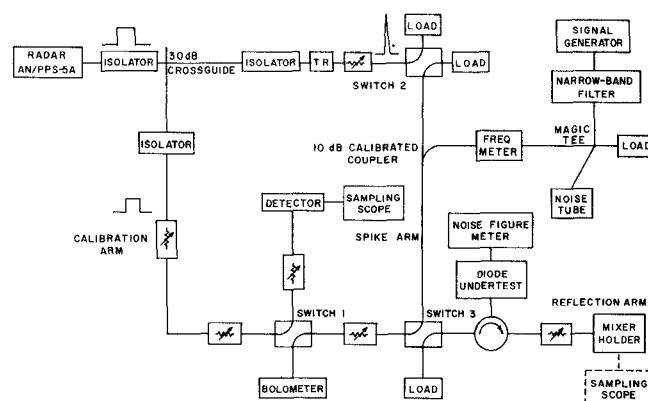 LOAD
SIGNAL
GENERATOR
RADAR
AN/PPS-5A
ISOLATOR
30dB
CROSSGUIDE
ISOLATOR
TR
LOAD
SWITCH 2
NARROW-BAND
FILTER
ISOLATOR
10 dB CALIBRATED
COUPLER
FREQ
METER
MAGIC
TEE
LOAD
DETECTOR
SAMPLING
SCOPE
NOISE
TUBE
CALIBRATION
ARM
SPIKE ARM
NOISE FIGURE
METER
DIODE
UNDERTEST
SWITCH 1
SWITCH 3
REFLECTION ARM
MIXER
HOLDER
BOLOMETER
LOAD
SAMPLING
SCOPE